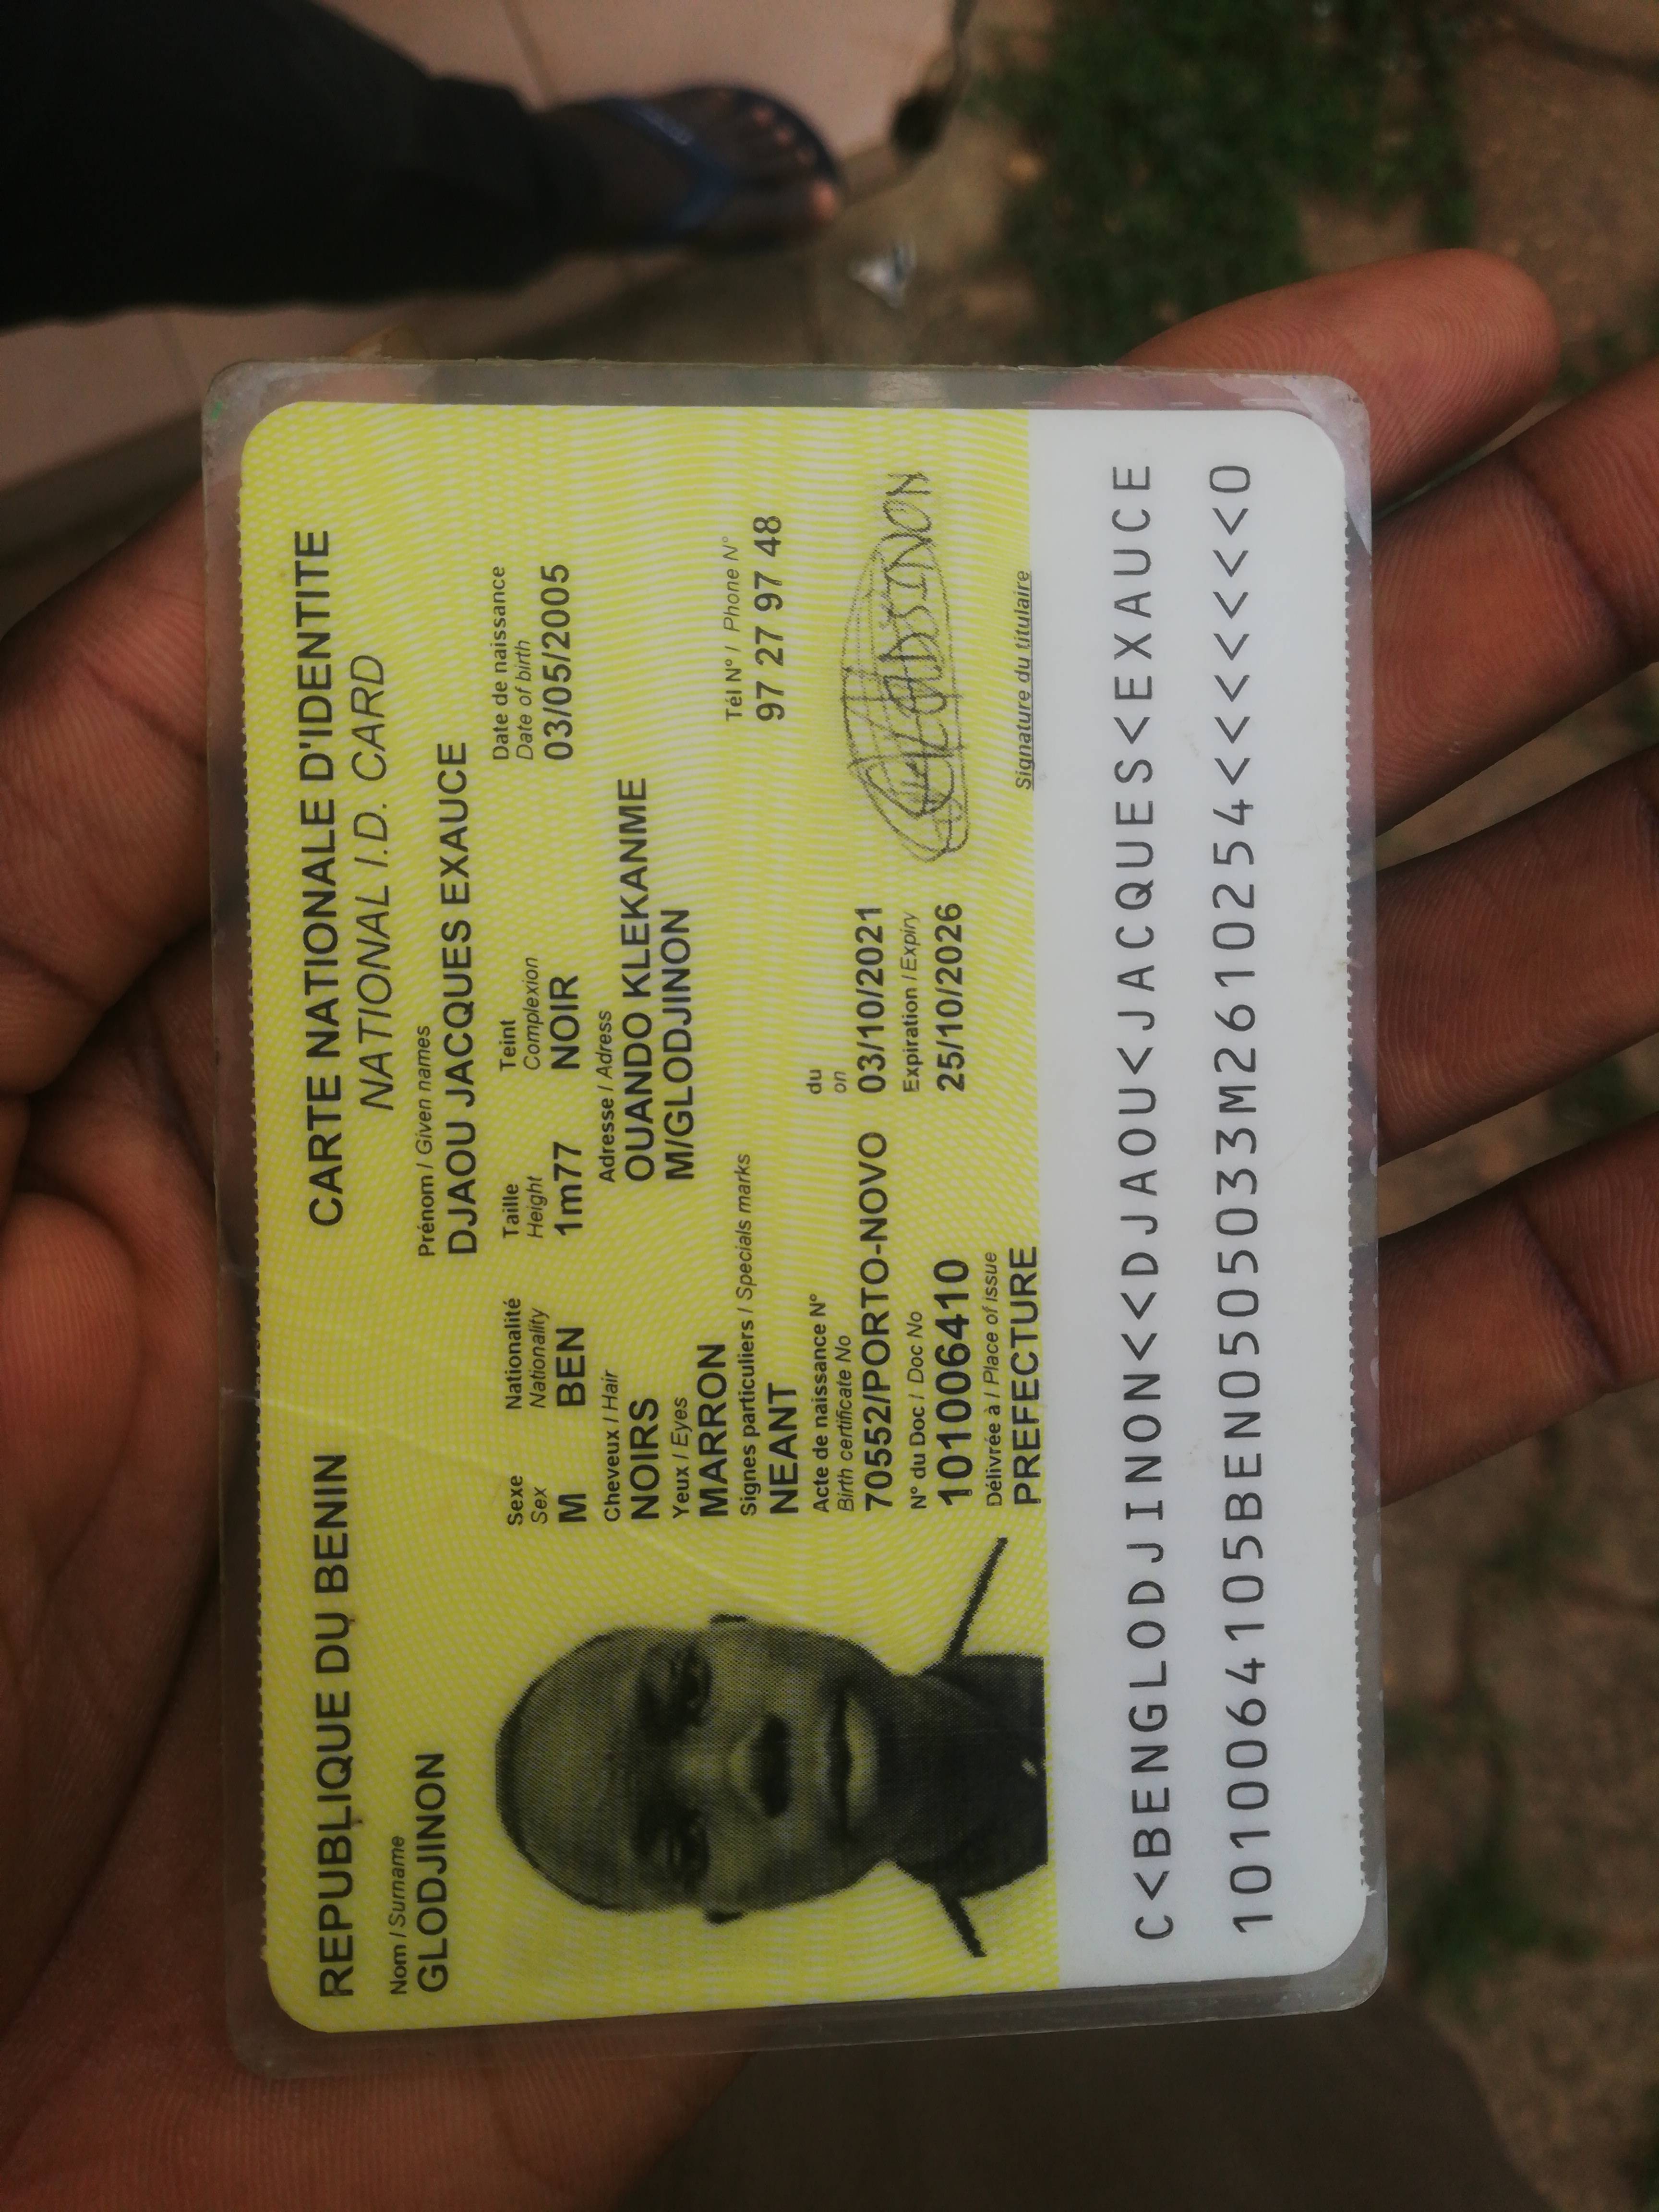 REPUBLIQUE DU BENIN CARTE NATIONALE D'IDENTITE
NATIONAL I.D. CARD
Nom / Surname
GLODJINON
Prénom / Given names
DJAOU JACQUES EXAUCE
Sexe Nationalité Taille Teint Date de naissance
Sex Nationality Height Complexion Date of birth
M BEN 1m77 NOIR 03/05/2005
Cheveux / Hair Adresse / Adress
NOIRS OUANDO KLEKANME
Yeux / Eyes M/GLODJINON
MARRON
Signes particuliers / Specials marks Tél N° / Phone N°
NEANT 97 27 97 48
Acte de naissance N° du
Birth certificate No on
70552/PORTO-NOVO 03/10/2021
N° du Doc / Doc No Expiration / Expiry
101006410 25/10/2026
Délivrée à / Place of issue
PREFECTURE
GLODJINON
Signature du titulaire
C<BENGLODJINON<<DJAOU<JACQUES<EXAUCE
1010064105BEN0505033M2610254<<<<<<<0